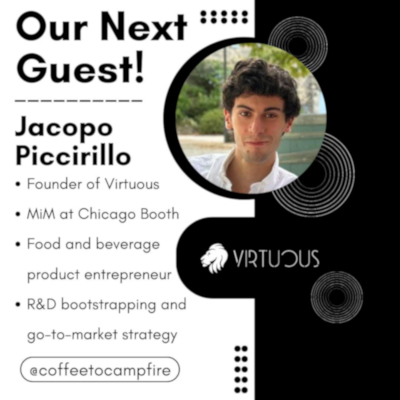 Our Next
Guest!
Jacopo
Piccirillo
• Founder of Virtuous
• MiM at Chicago Booth
• Food and beverage
product entrepreneur
• R&D bootstrapping and
go-to-market strategy
@coffeetocampfire
VIRTUOUS